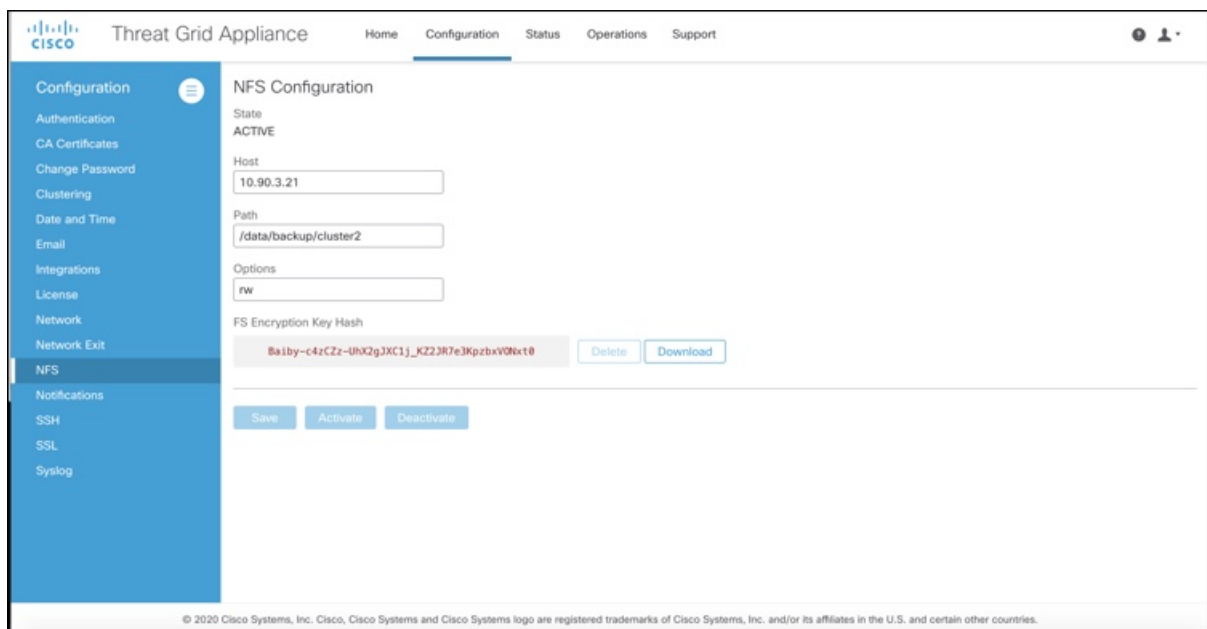 CISCO
Threat Grid Appliance Home Configuration Status Operations Support
Configuration
Authentication
CA Certificates
Change Password
Clustering
Date and Time
Email
Integrations
License
Network
Network Exit
NFS
Notifications
SSH
SSL
Syslog
NFS Configuration
State
ACTIVE
Host
10.90.3.21
Path
/data/backup/cluster2
Options
rw
FS Encryption Key Hash
Baiby-c4zCZz-UhX2gJXC1j_KZ2JR7e3KpzbxVQNxt0 Delete Download
Save Activate Deactivate
© 2020 Cisco Systems, Inc. Cisco, Cisco Systems and Cisco Systems logo are registered trademarks of Cisco Systems, Inc. and/or its affiliates in the U.S. and certain other countries.